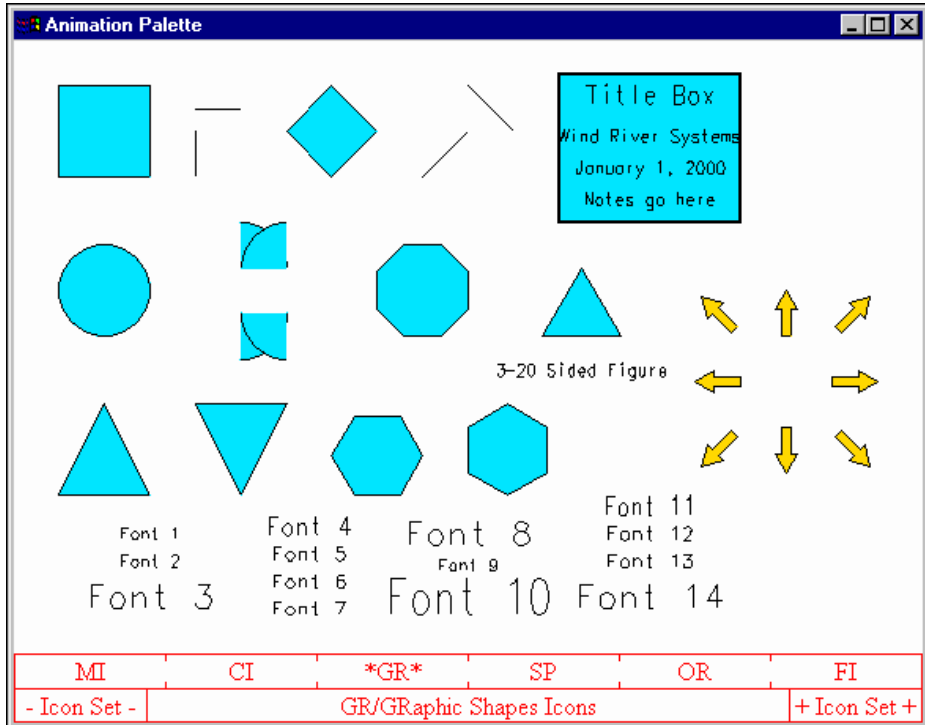 Animation Palette
Title Box
Wind River Systems
January 1, 2000
Notes go here
3-20 Sided Figure
Font 1
Font 2
Font 3
Font 4
Font 5
Font 6
Font 7
Font 8
Font 9
Font 10
Font 11
Font 12
Font 13
Font 14
MI CI *GR* SP OR FI
- Icon Set - GR/GRaphic Shapes Icons + Icon Set +